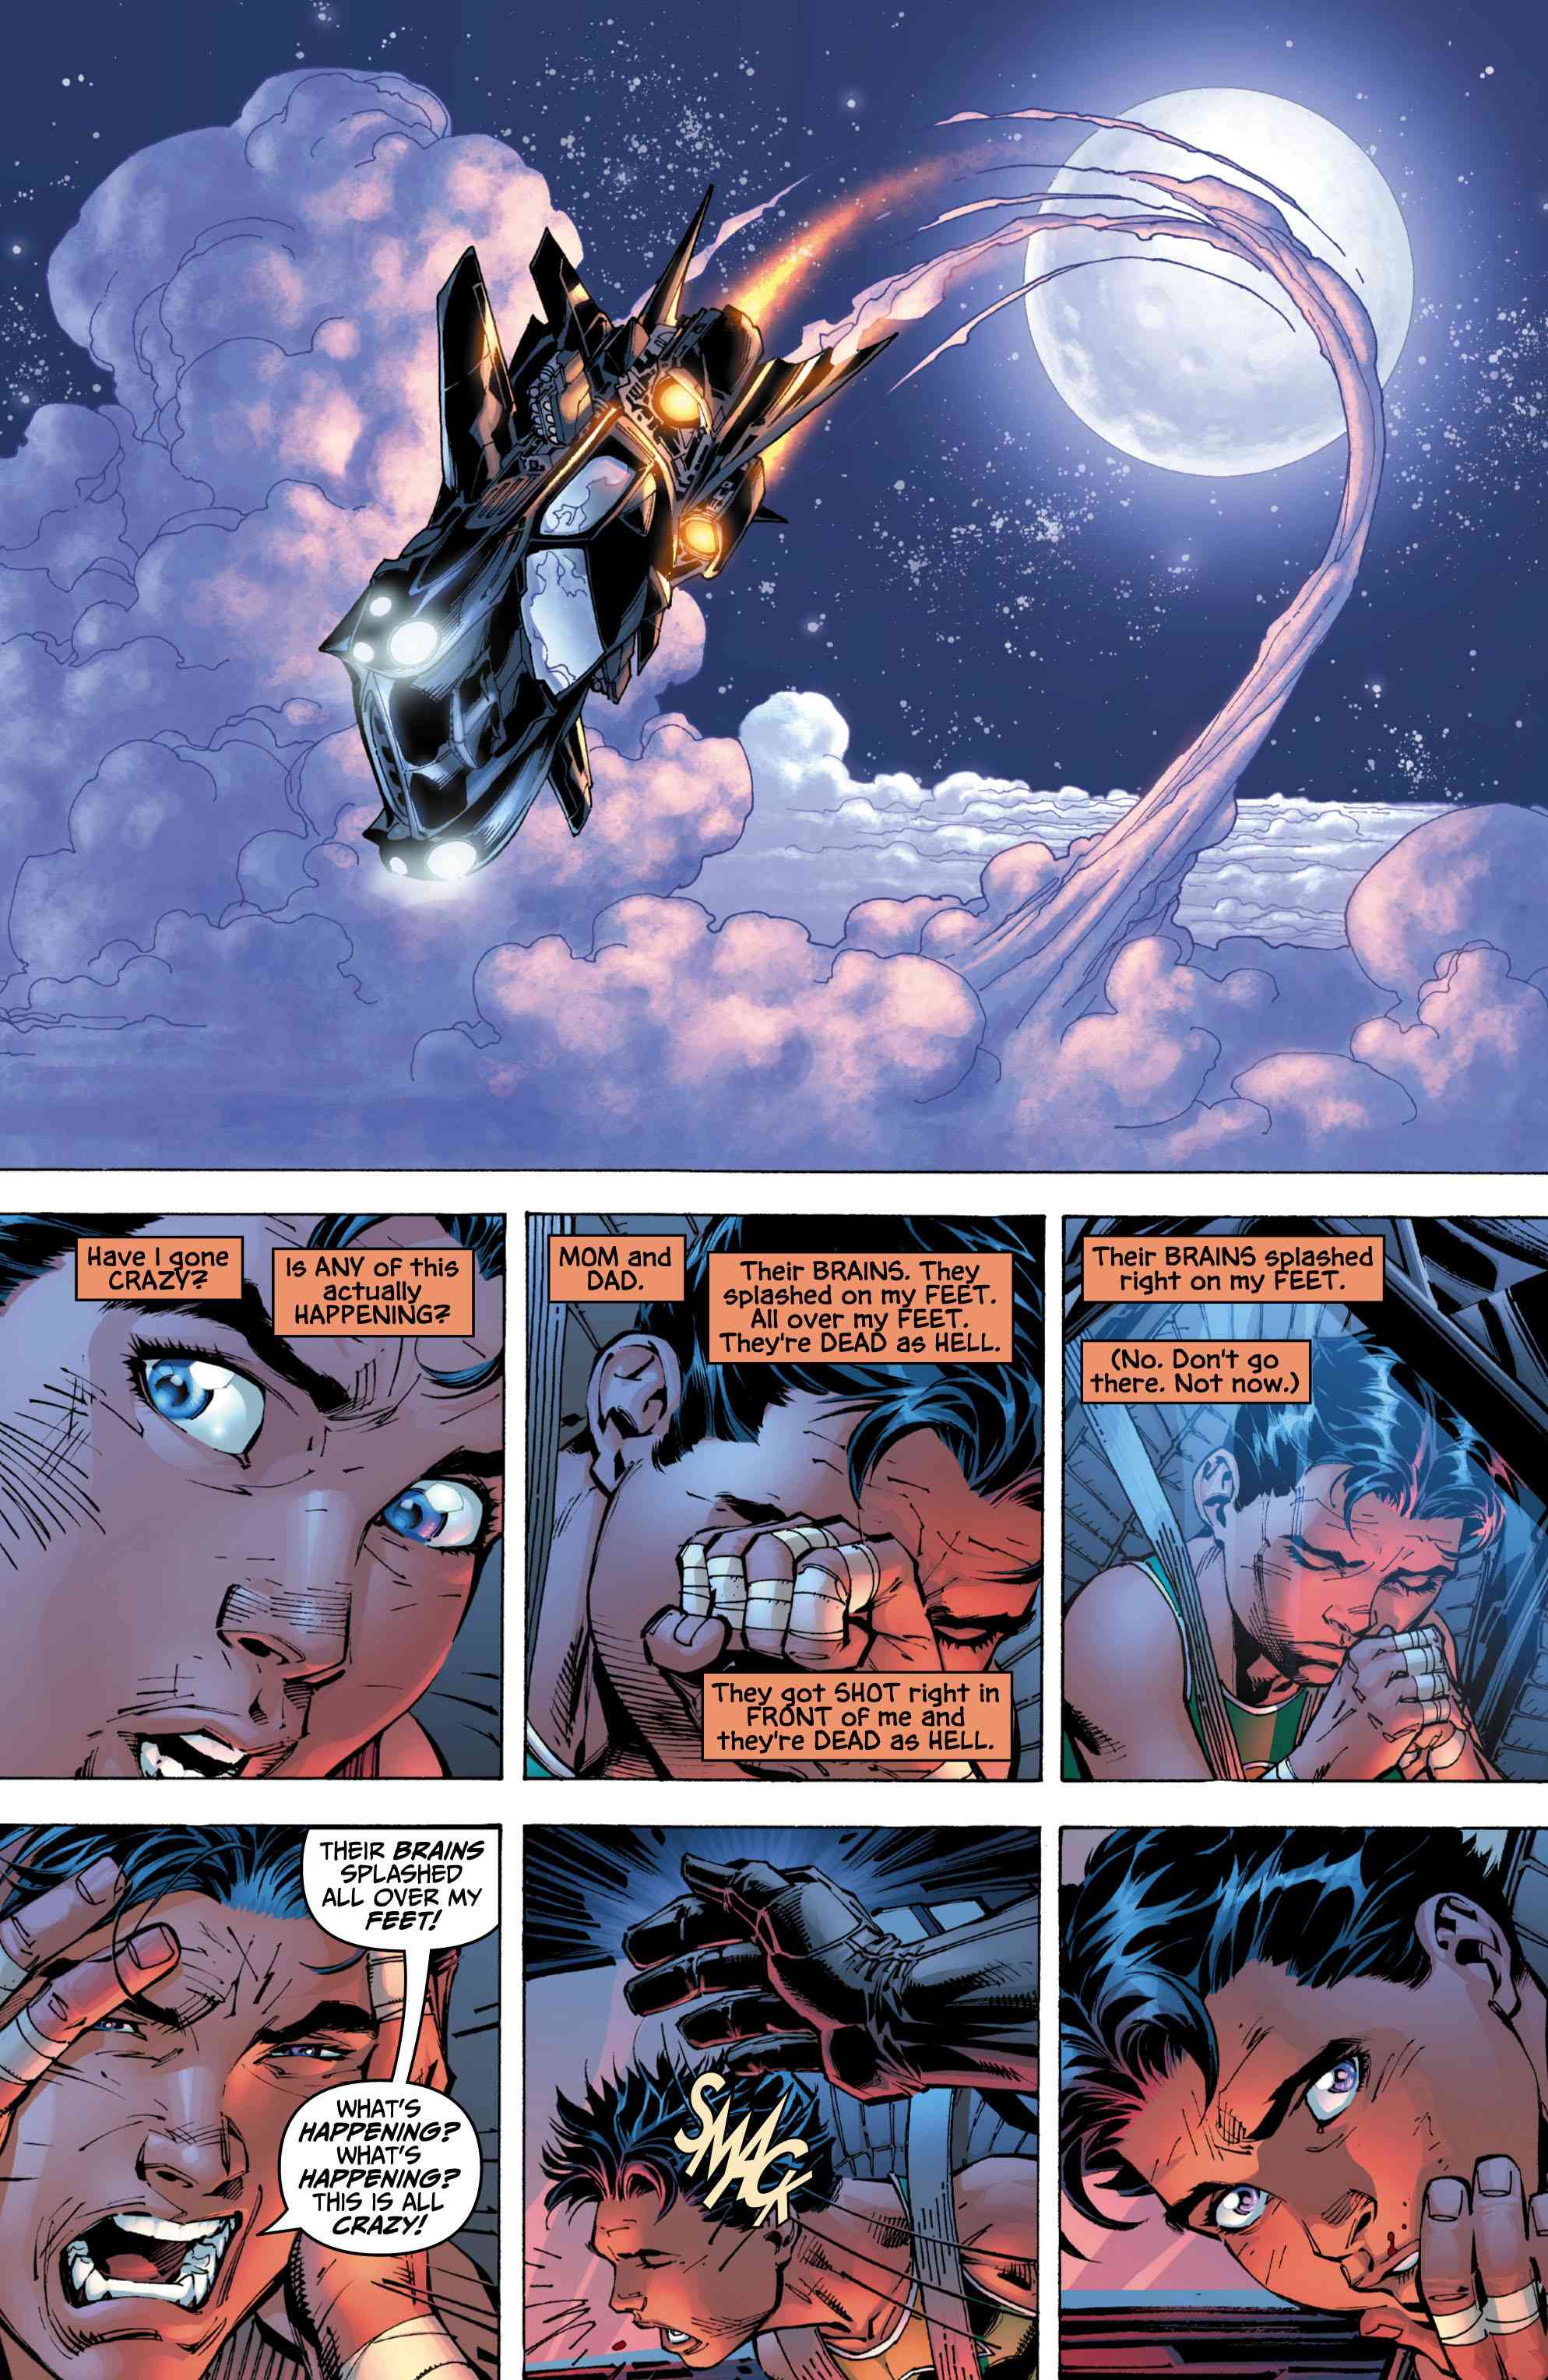 Have I gone
CRAZY?
Is ANY of this
actually
HAPPENING?
MOM and
DAD.
Their BRAINS. They
splashed on my FEET.
All over my FEET.
They're DEAD as HELL.
They got SHOT right in
FRONT of me and
they're DEAD as HELL.
Their BRAINS splashed
right on my FEET.
(No. Don't go
there. Not now.)
THEIR BRAINS
SPLASHED
ALL OVER MY
FEET!
WHAT'S
HAPPENING?
WHAT'S
HAPPENING?
THIS IS ALL
CRAZY!
SMACK